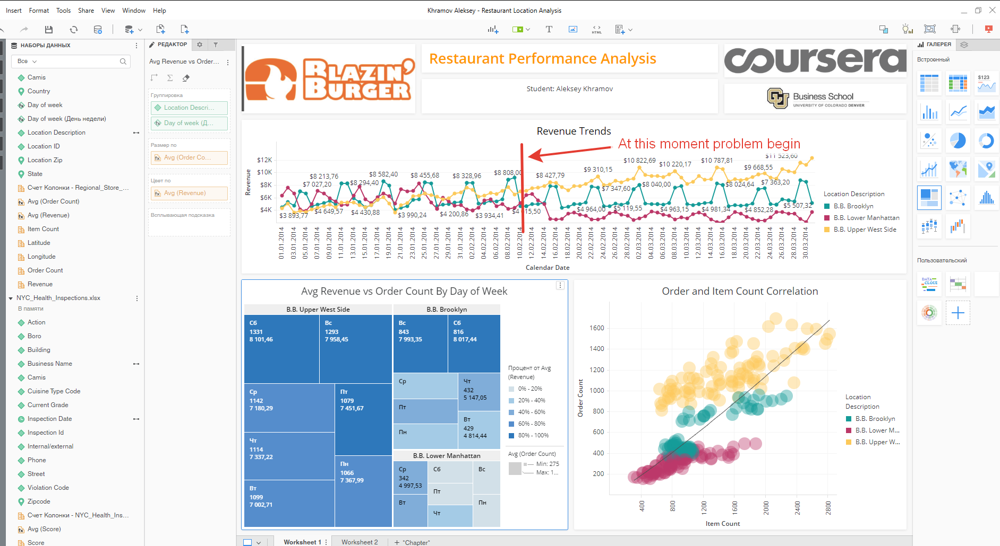 Insert Format Tools Share View Window Help
Khramov Aleksey - Restaurant Location Analysis
HTML
НАБОРЫ ДАННЫХ
Все
Camis
Country
Day of week
Day of week (День недели)
Location Description
Location ID
Location Zip
State
Счет Колонки - Regional_Store_...
Avg (Order Count)
Avg (Revenue)
Item Count
Latitude
Longitude
Order Count
Revenue
NYC_Health_Inspections.xlsx
В памяти
Action
Boro
Building
Business Name
Camis
Cuisine Type Code
Current Grade
Inspection Date
Inspection Id
Internal/external
Phone
Street
Violation Code
Zipcode
Счет Колонки - NYC_Health_Ins...
Avg (Score)
Score
РЕДАКТОР
Avg Revenue vs Order...
Группировка
Location Descri...
Day of week (Д...
Размер по
Avg (Order Co...
Цвет по
Avg (Revenue)
Всплывающая подсказка
BLAZIN'
BURGER
Restaurant Performance Analysis
Student: Aleksey Khramov
coursera
Business School
UNIVERSITY OF COLORADO DENVER
Revenue Trends
At this moment problem begin
Revenue
$12K
$10K
$8K
$6K
$4K
$3 893,77
$7 027,20
$8 213,76
$4 649,57
$4 430,88
$8 294,40
$8 582,40
$3 990,24
$8 455,68
$4 200,86
$8 328,96
$3 934,41
$8 808,00
$8 427,79
$4 964,00
$9 310,15
$7 347,60
$5 119,55
$10 822,69
$8 040,00
$10 220,17
$4 963,15
$10 787,81
$4 981,34
$8 024,64
$9 668,55
$4 852,28
$7 363,20
$11 523,60
$5 507,32
01.01.2014
03.01.2014
05.01.2014
07.01.2014
09.01.2014
11.01.2014
13.01.2014
15.01.2014
17.01.2014
19.01.2014
21.01.2014
23.01.2014
25.01.2014
27.01.2014
29.01.2014
31.01.2014
02.02.2014
04.02.2014
06.02.2014
08.02.2014
10.02.2014
12.02.2014
14.02.2014
16.02.2014
18.02.2014
20.02.2014
22.02.2014
24.02.2014
26.02.2014
28.02.2014
02.03.2014
04.03.2014
06.03.2014
08.03.2014
10.03.2014
12.03.2014
14.03.2014
16.03.2014
18.03.2014
20.03.2014
22.03.2014
24.03.2014
26.03.2014
28.03.2014
30.03.2014
Calendar Date
Location Description
B.B. Brooklyn
B.B. Lower Manhattan
B.B. Upper West Side
Avg Revenue vs Order Count By Day of Week
B.B. Upper West Side
Сб
1331
8 101,46
Вс
1293
7 958,45
Ср
1142
7 180,29
Пт
1079
7 451,67
Чт
1114
7 337,22
Пн
1066
7 367,99
Вт
1099
7 002,71
B.B. Brooklyn
Вс
843
7 993,35
Сб
816
8 017,44
Ср
Пт
Пн
Чт
432
5 147,05
Вт
429
4 814,44
B.B. Lower Manhattan
Ср
342
4 997,53
Вт
Сб
Пт
Чт
Вс
Пн
Процент от Avg
(Revenue)
0% - 20%
20% - 40%
40% - 60%
60% - 80%
80% - 100%
Avg (Order Count)
Min: 275
Max: 1...
Order and Item Count Correlation
Order Count
1600
1400
1200
1000
800
600
400
200
400
800
1200
1600
2000
2400
2800
Item Count
Location
Description
B.B. Brooklyn
B.B. Lower M...
B.B. Upper W...
Worksheet 1
Worksheet 2
+ *Chapter*
ГАЛЕРЕЯ
Встроенный
$123
Пользовательский
DATA
CLOUD